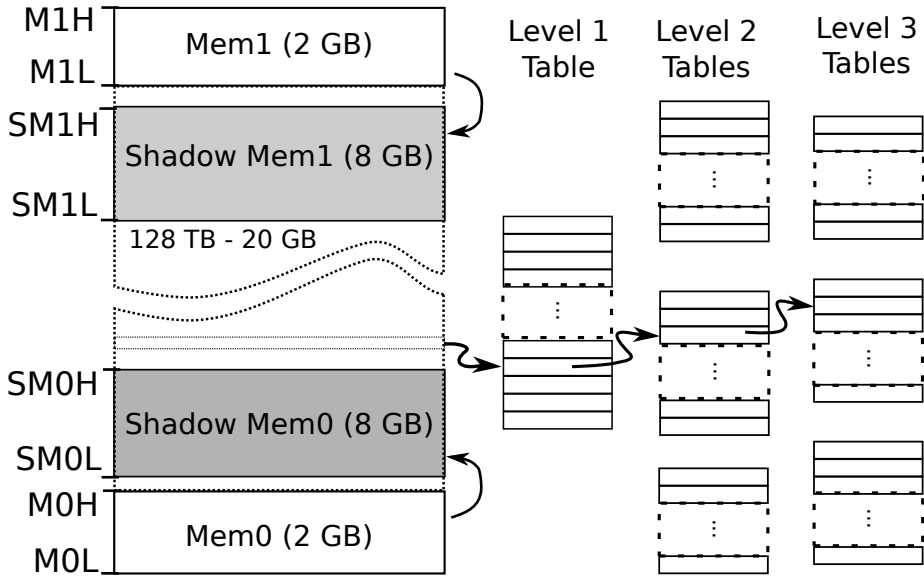 M1H
Mem1 (2 GB)
M1L
SM1H
Shadow Mem1 (8 GB)
SM1L
128 TB - 20 GB
SM0H
Shadow Mem0 (8 GB)
SM0L
M0H
Mem0 (2 GB)
M0L
Level 1
Table
...
Level 2
Tables
...
...
...
Level 3
Tables
...
...
...